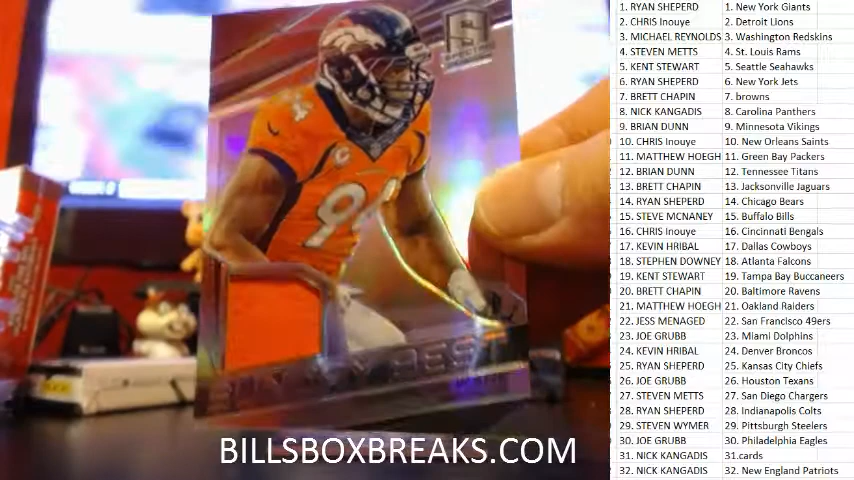 1. RYAN SHEPERD 1. New York Giants
2. CHRIS Inouye 2. Detroit Lions
3. MICHAEL REYNOLDS 3. Washington Redskins
4. STEVEN METTS 4. St. Louis Rams
5. KENT STEWART 5. Seattle Seahawks
6. RYAN SHEPERD 6. New York Jets
7. BRETT CHAPIN 7. browns
8. NICK KANGADIS 8. Carolina Panthers
9. BRIAN DUNN 9. Minnesota Vikings
10. CHRIS Inouye 10. New Orleans Saints
11. MATTHEW HOEGH 11. Green Bay Packers
12. BRIAN DUNN 12. Tennessee Titans
13. BRETT CHAPIN 13. Jacksonville Jaguars
14. RYAN SHEPERD 14. Chicago Bears
15. STEVE MCNANEY 15. Buffalo Bills
16. CHRIS Inouye 16. Cincinnati Bengals
17. KEVIN HRIBAL 17. Dallas Cowboys
18. STEPHEN DOWNEY 18. Atlanta Falcons
19. KENT STEWART 19. Tampa Bay Buccaneers
20. BRETT CHAPIN 20. Baltimore Ravens
21. MATTHEW HOEGH 21. Oakland Raiders
22. JESS MENAGED 22. San Francisco 49ers
23. JOE GRUBB 23. Miami Dolphins
24. KEVIN HRIBAL 24. Denver Broncos
25. RYAN SHEPERD 25. Kansas City Chiefs
26. JOE GRUBB 26. Houston Texans
27. STEVEN METTS 27. San Diego Chargers
28. RYAN SHEPERD 28. Indianapolis Colts
29. STEVEN WYMER 29. Pittsburgh Steelers
30. JOE GRUBB 30. Philadelphia Eagles
31. NICK KANGADIS 31.cards
32. NICK KANGADIS 32. New England Patriots
BILLSBOXBREAKS.COM